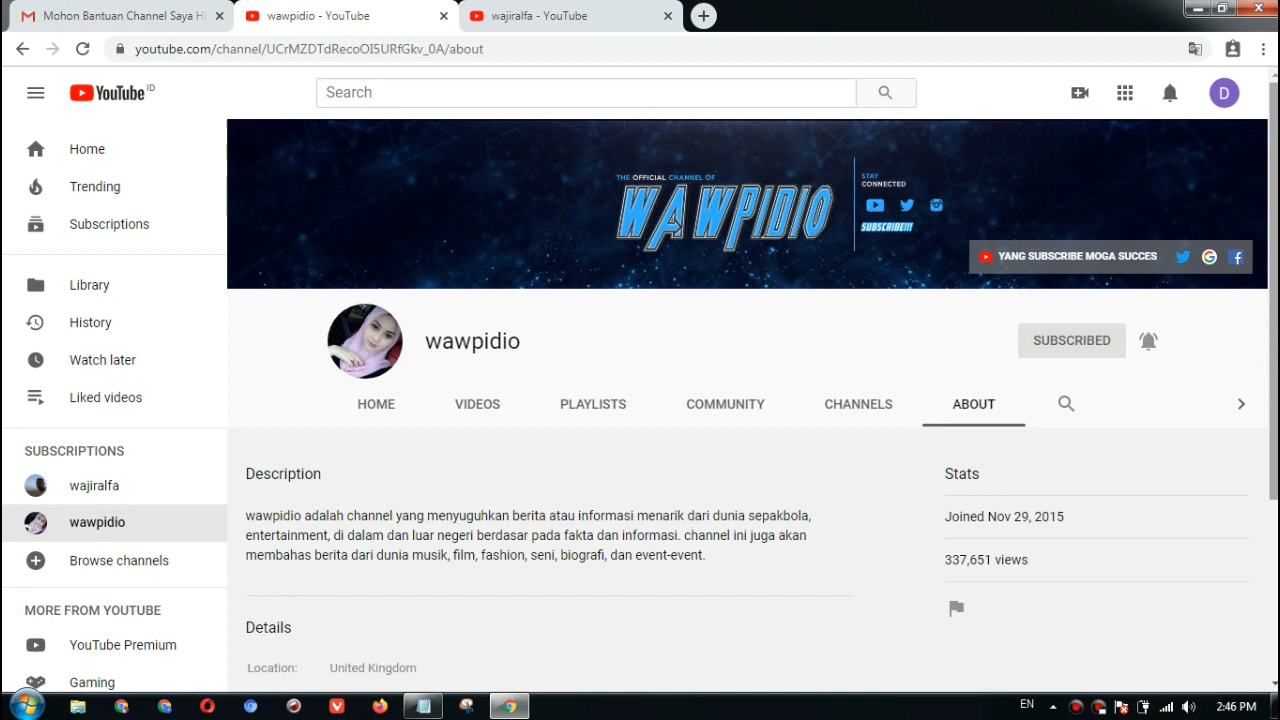 Mohon Bantuan Channel Saya Hi
wawpidio - YouTube
wajiralfa - YouTube
youtube.com/channel/UCrMZDTdRecoOI5URfGkv_0A/about
YouTube ID
Search
D
Home
Trending
Subscriptions
Library
History
Watch later
Liked videos
SUBSCRIPTIONS
wajiralfa
wawpidio
Browse channels
MORE FROM YOUTUBE
YouTube Premium
Gaming
THE OFFICIAL CHANNEL OF
WAWPIDIO
STAY
CONNECTED
SUBSCRIBE!!!
YANG SUBSCRIBE MOGA SUCCES
wawpidio
SUBSCRIBED
HOME VIDEOS PLAYLISTS COMMUNITY CHANNELS ABOUT
Description
wawpidio adalah channel yang menyuguhkan berita atau informasi menarik dari dunia sepakbola,
entertainment, di dalam dan luar negeri berdasar pada fakta dan informasi. channel ini juga akan
membahas berita dari dunia musik, film, fashion, seni, biografi, dan event-event.
Details
Location: United Kingdom
Stats
Joined Nov 29, 2015
337,651 views
EN
2:46 PM